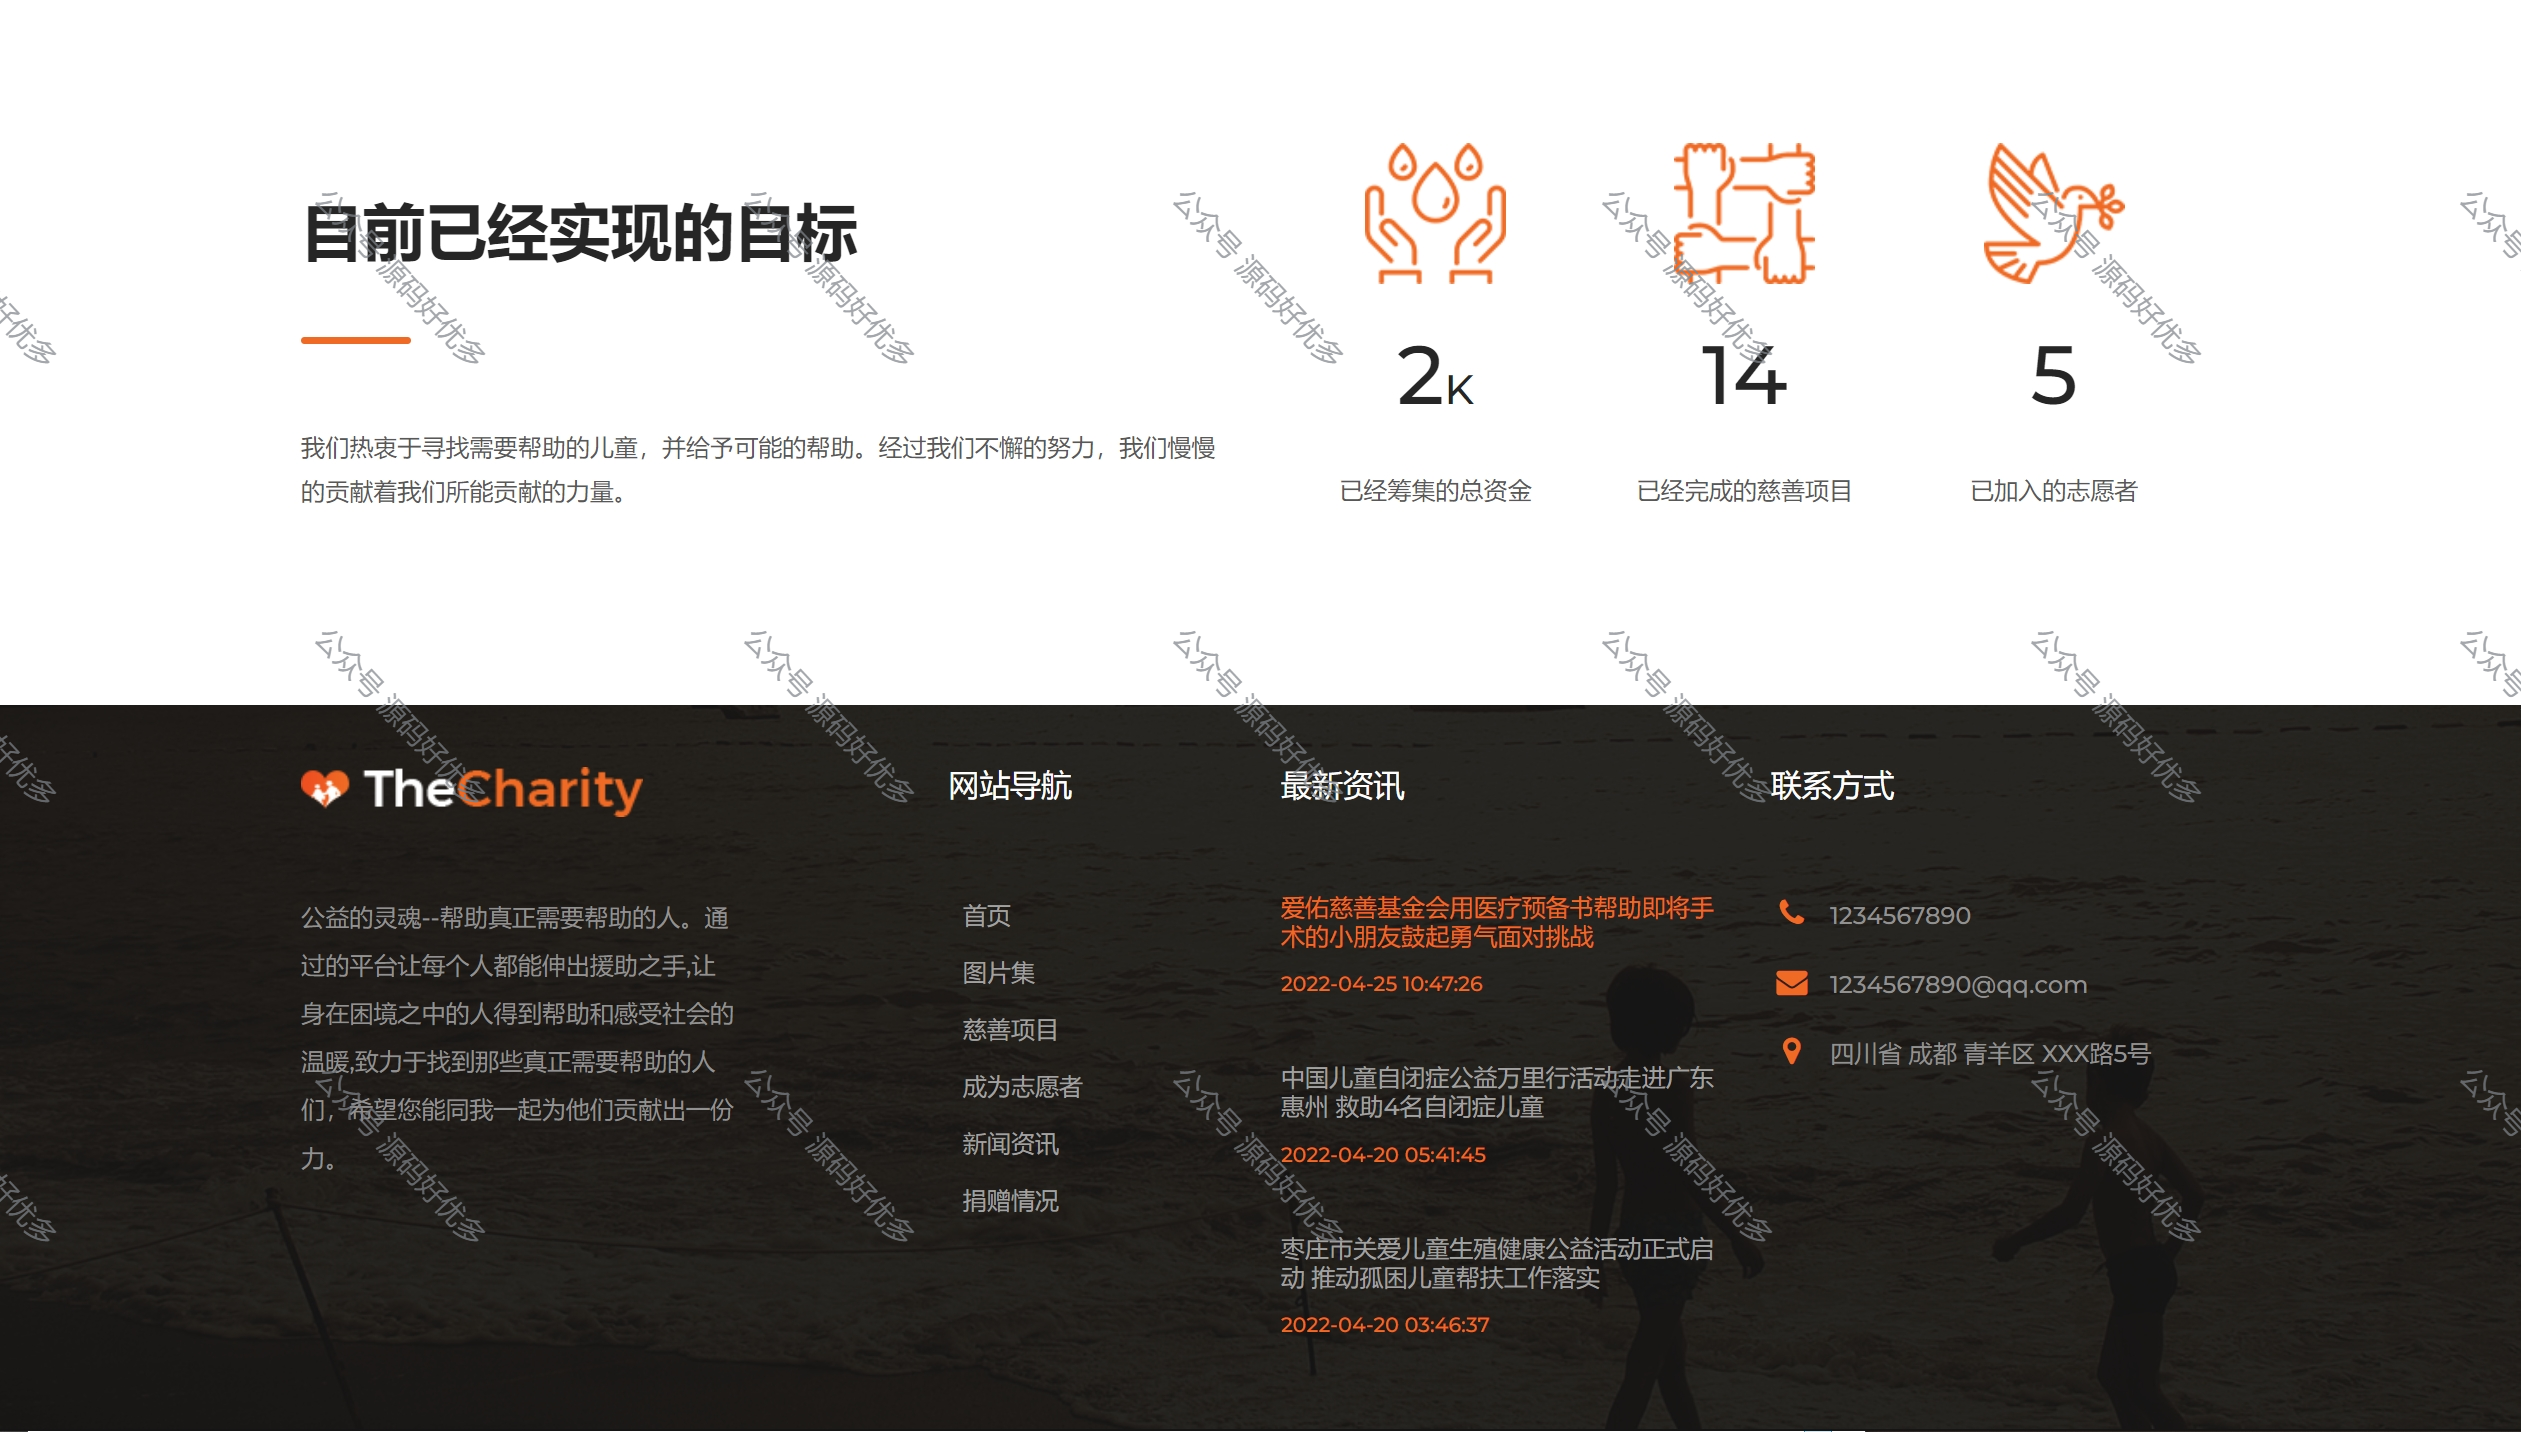 目前已经实现的目标
我们热衷于寻找需要帮助的儿童，并给予可能的帮助。经过我们不懈的努力，我们慢慢
的贡献着我们所能贡献的力量。
2K
已经筹集的总资金
14
已经完成的慈善项目
5
已加入的志愿者
TheCharity
公益的灵魂--帮助真正需要帮助的人。通
过的平台让每个人都能伸出援助之手,让
身在困境之中的人得到帮助和感受社会的
温暖,致力于找到那些真正需要帮助的人
们，希望您能同我一起为他们贡献出一份
力。
网站导航
首页
图片集
慈善项目
成为志愿者
新闻资讯
捐赠情况
最新资讯
爱佑慈善基金会用医疗预备书帮助即将手
术的小朋友鼓起勇气面对挑战
2022-04-25 10:47:26
中国儿童自闭症公益万里行活动走进广东
惠州 救助4名自闭症儿童
2022-04-20 05:41:45
枣庄市关爱儿童生殖健康公益活动正式启
动 推动孤困儿童帮扶工作落实
2022-04-20 03:46:37
联系方式
1234567890
1234567890@qq.com
四川省 成都 青羊区 XXX路5号
公众号 源码好优多